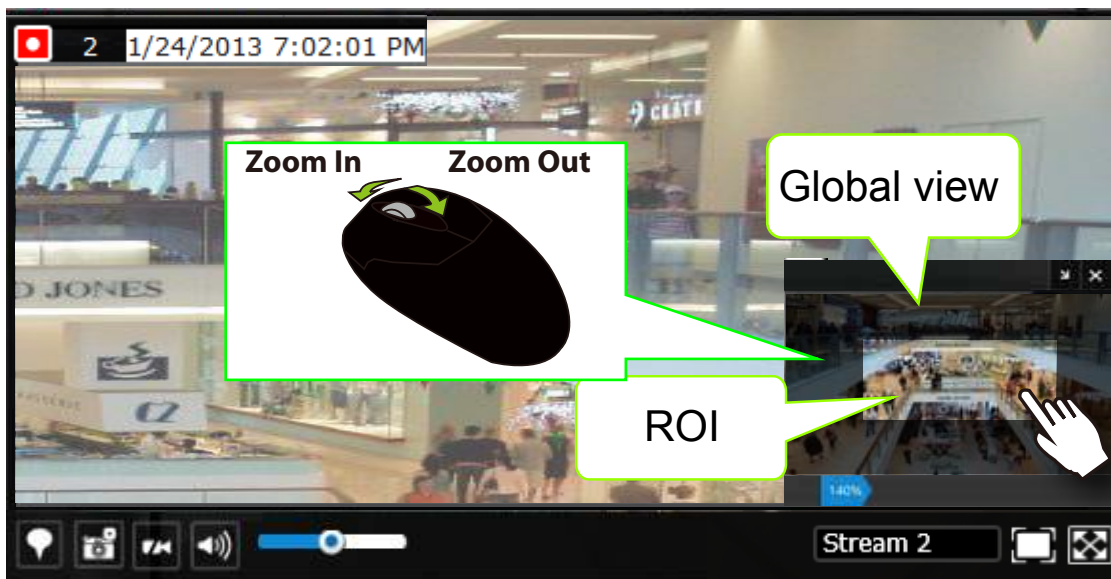 2 1/24/2013 7:02:01 PM
Zoom In Zoom Out
Global view
D JONES
ROI
140%
Stream 2